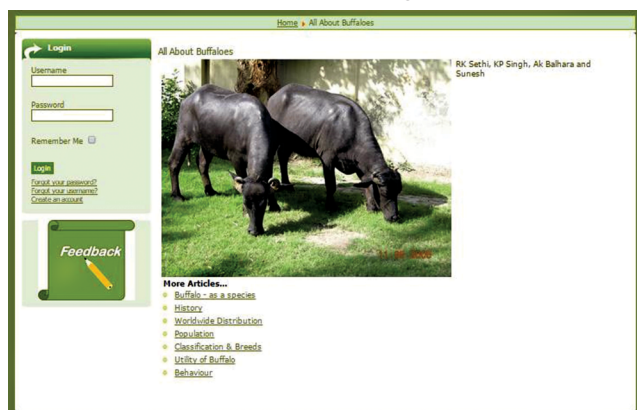 Home All About Buffaloes
Login
Username
Password
Remember Me
Login
Forgot your password?
Forgot your username?
Create an account
Feedback
All About Buffaloes
RK Sethi, KP Singh, Ak Balhara and
Sunesh
More Articles...
Buffalo - as a species
History
Worldwide Distribution
Population
Classification & Breeds
Utility of Buffalo
Behaviour